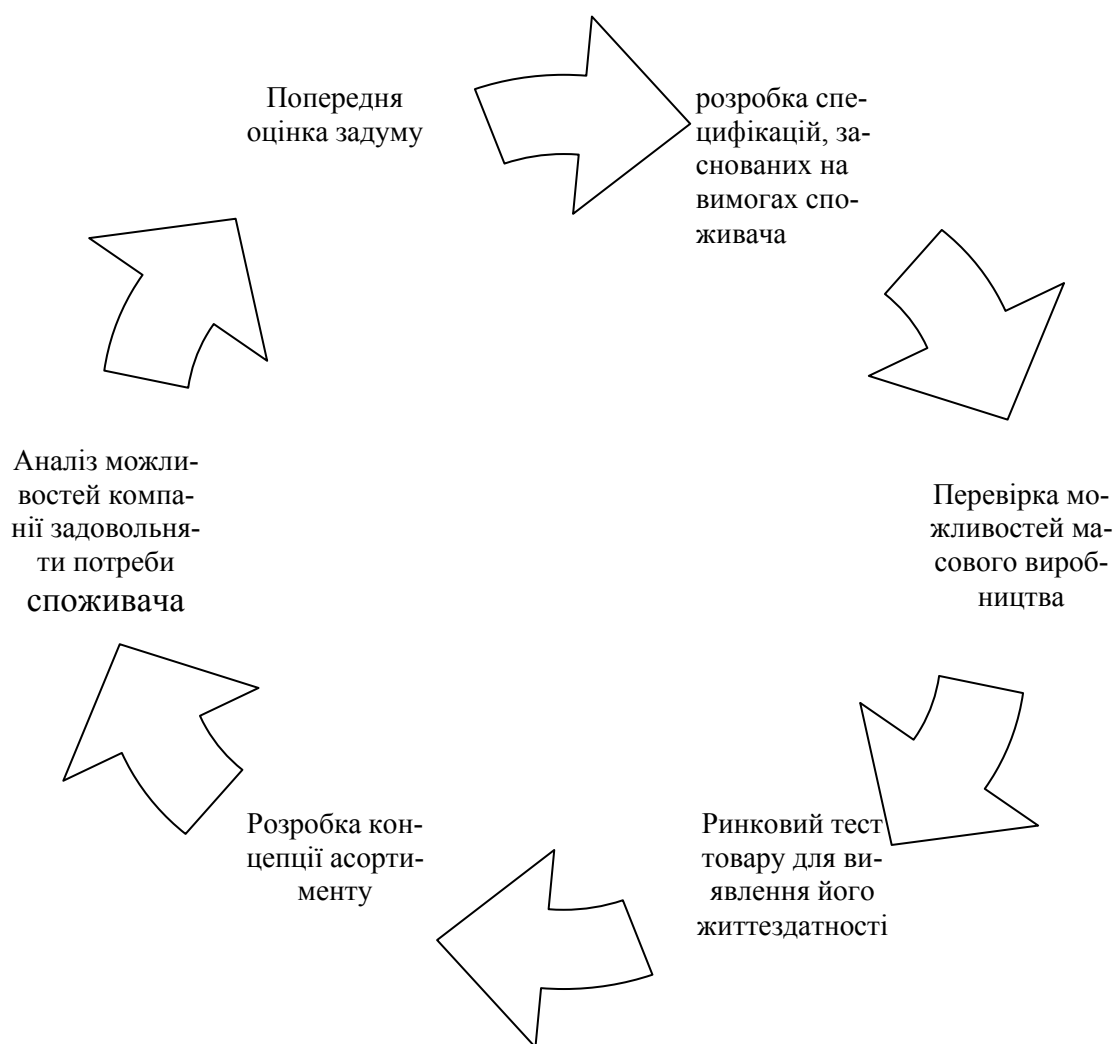 Попередня
оцінка задуму
розробка спе-
цифікацій, за-
снованих на
вимогах спо-
живача
Аналіз можли-
востей компа-
нії задовольня-
ти потреби
споживача
Перевірка мо-
жливостей ма-
сового вироб-
ництва
Розробка кон-
цепції асорти-
менту
Ринковий тест
товару для ви-
явлення його
життездатності